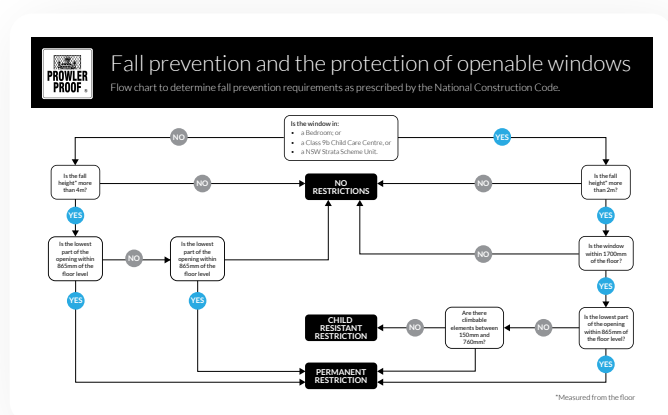 PROWLER
PROOF®
Fall prevention and the protection of openable windows
Flow chart to determine fall prevention requirements as prescribed by the National Construction Code.
Is the window in:
• a Bedroom; or
• a Class 9b Child Care Centre, or
• a NSW Strata Scheme Unit.
NO
YES
Is the fall
height* more
than 4m?
NO
NO
RESTRICTIONS
NO
Is the fall
height* more
than 2m?
YES
YES
Is the lowest
part of the
opening within
865mm of the
floor level
NO
Is the lowest
part of the
opening within
865mm of the
floor level
NO
Is the window
within 1700mm
of the floor?
YES
YES
YES
CHILD
RESISTANT
RESTRICTION
NO
Are there
climbable
elements between
150mm and
760mm?
NO
Is the lowest part
of the opening
within 865mm of
the floor level?
YES
PERMANENT
RESTRICTION
*Measured from the floor